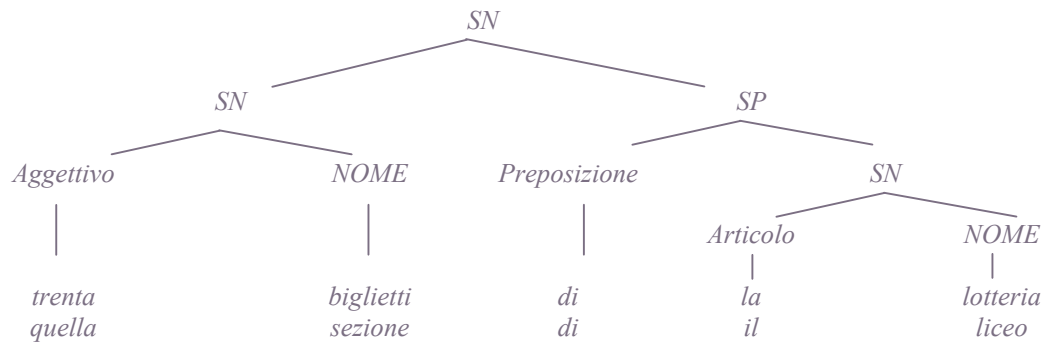 SN
SN SP
Aggettivo NOME Preposizione SN
Articolo NOME
trenta biglietti di la lotteria
quella sezione di il liceo